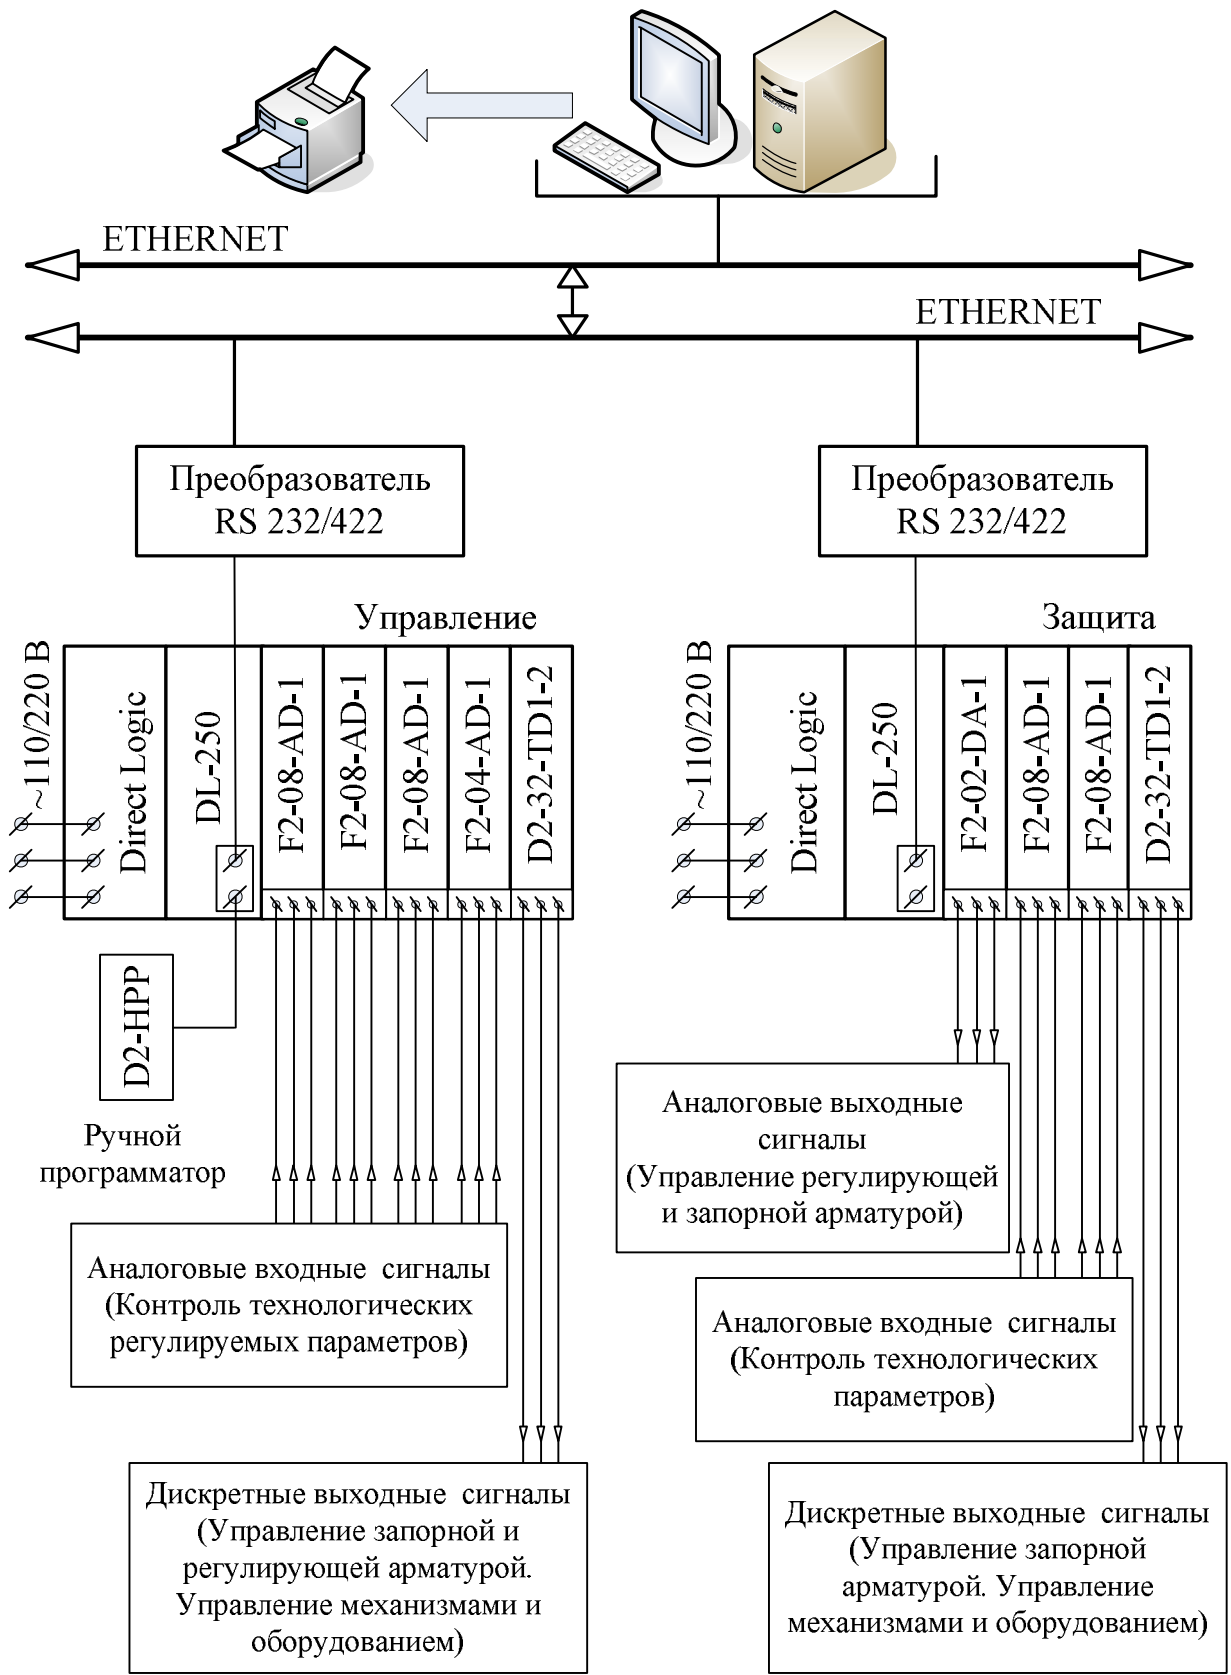 ETHERNET
ETHERNET
Преобразователь
RS 232/422
Преобразователь
RS 232/422
Управление
~110/220 В
Direct Logic
DL-250
F2-08-AD-1
F2-08-AD-1
F2-08-AD-1
F2-04-AD-1
D2-32-TD1-2
Защита
~110/220 В
Direct Logic
DL-250
F2-02-DA-1
F2-08-AD-1
F2-08-AD-1
D2-32-TD1-2
D2-HPP
Ручной
программатор
Аналоговые входные сигналы
(Контроль технологических
регулируемых параметров)
Дискретные выходные сигналы
(Управление запорной и
регулирующей арматурой.
Управление механизмами и
оборудованием)
Аналоговые выходные
сигналы
(Управление регулирующей
и запорной арматурой)
Аналоговые входные сигналы
(Контроль технологических
параметров)
Дискретные выходные сигналы
(Управление запорной
арматурой. Управление
механизмами и оборудованием)